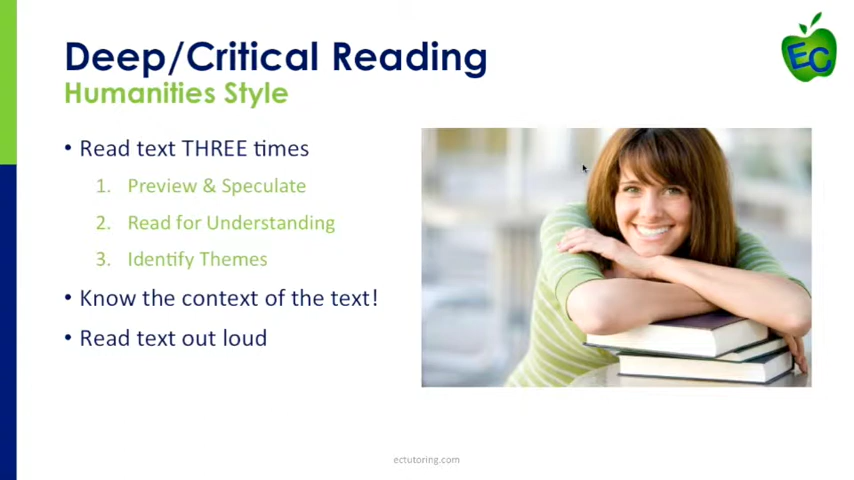 Deep/Critical Reading
Humanities Style
EC
• Read text THREE times
1. Preview & Speculate
2. Read for Understanding
3. Identify Themes
• Know the context of the text!
• Read text out loud
ectutoring.com